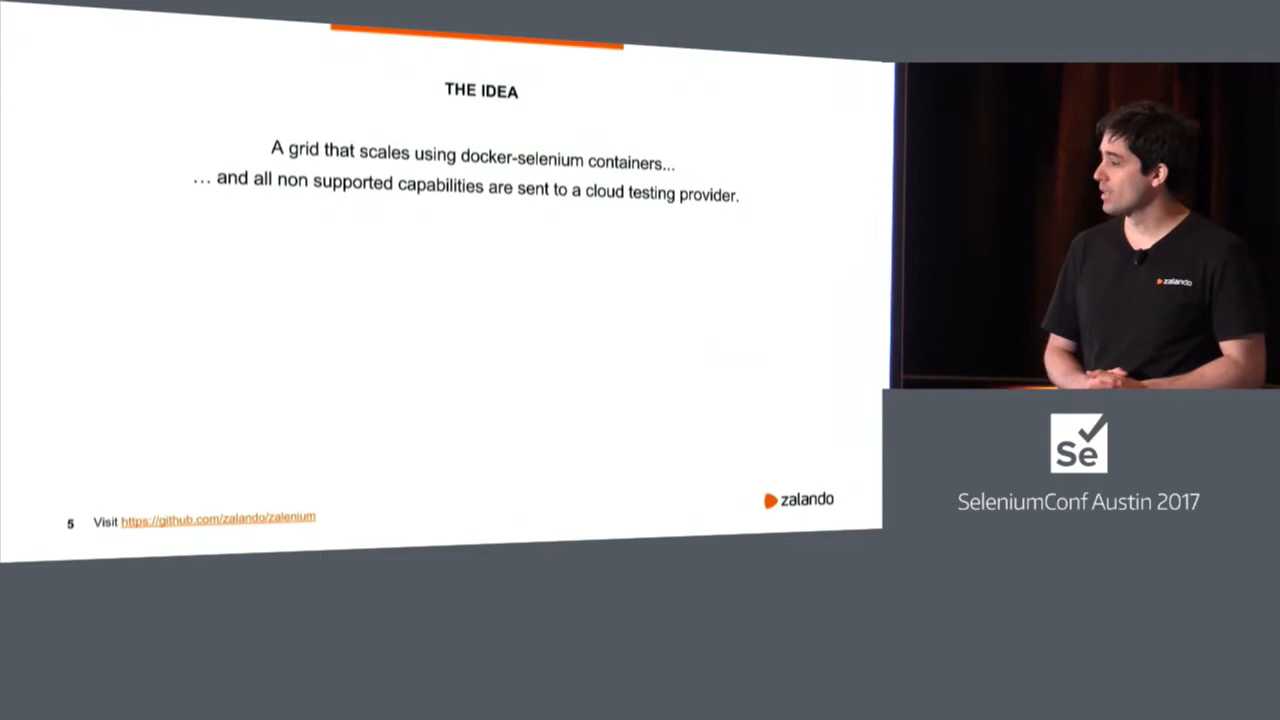 THE IDEA
A grid that scales using docker-selenium containers...
... and all non supported capabilities are sent to a cloud testing provider.
zalando
5 Visit https://github.com/zalando/zalenium
zalando
Se
SeleniumConf Austin 2017